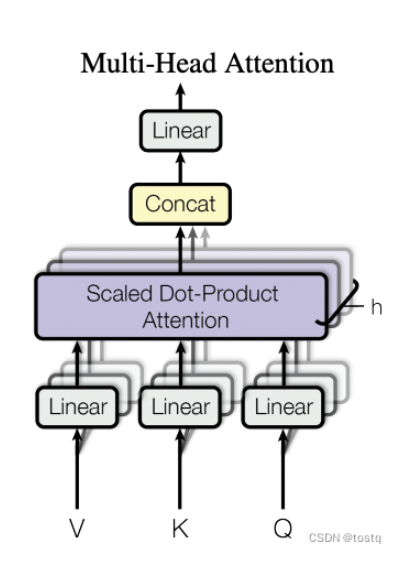 Multi-Head Attention
Linear
Concat
Scaled Dot-Product
Attention
h
Linear
Linear
Linear
V
K
Q
CSDN @tostq